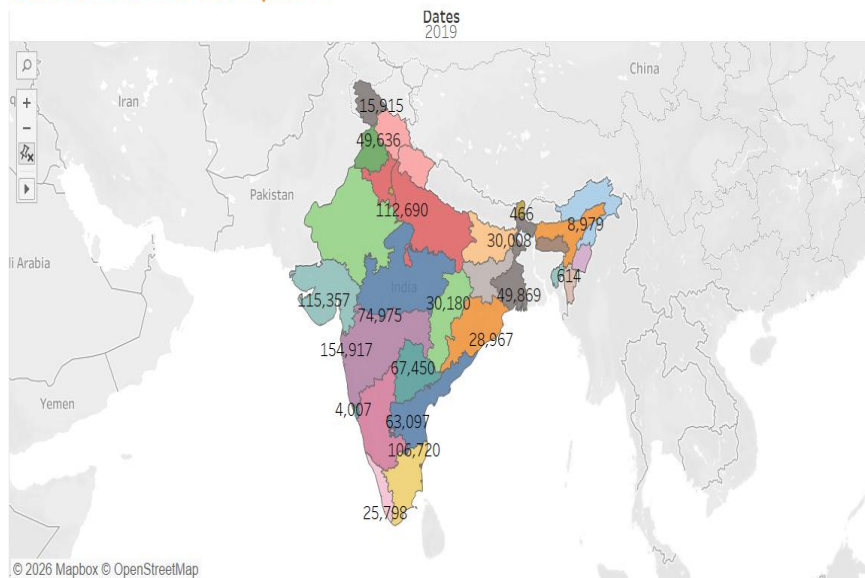 Dates
2019
China
Iran
15,915
49,636
Pakistan
112,690
466
8,979
30,008
li Arabia
India
614
115,357
30,180
49,869
74,975
28,967
154,917
67,450
Yemen
4,007
63,097
106,720
25,798
© 2026 Mapbox © OpenStreetMap